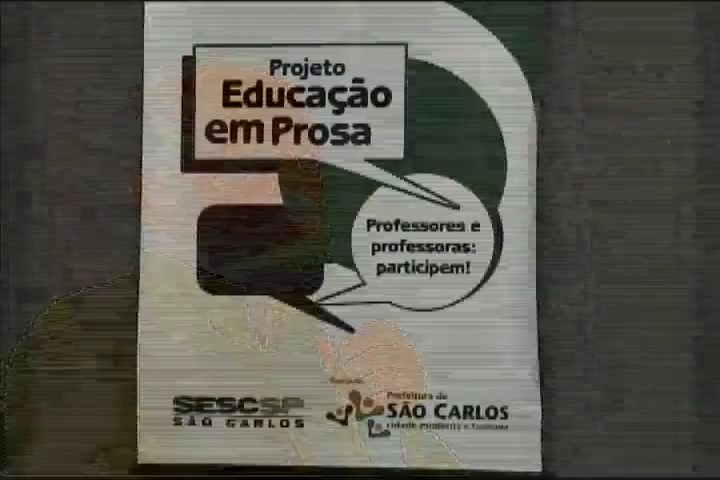 Projeto
Educação
em Prosa
Professores e
professoras:
participem!
SESCSP
SÃO CARLOS
Prefeitura de
SÃO CARLOS